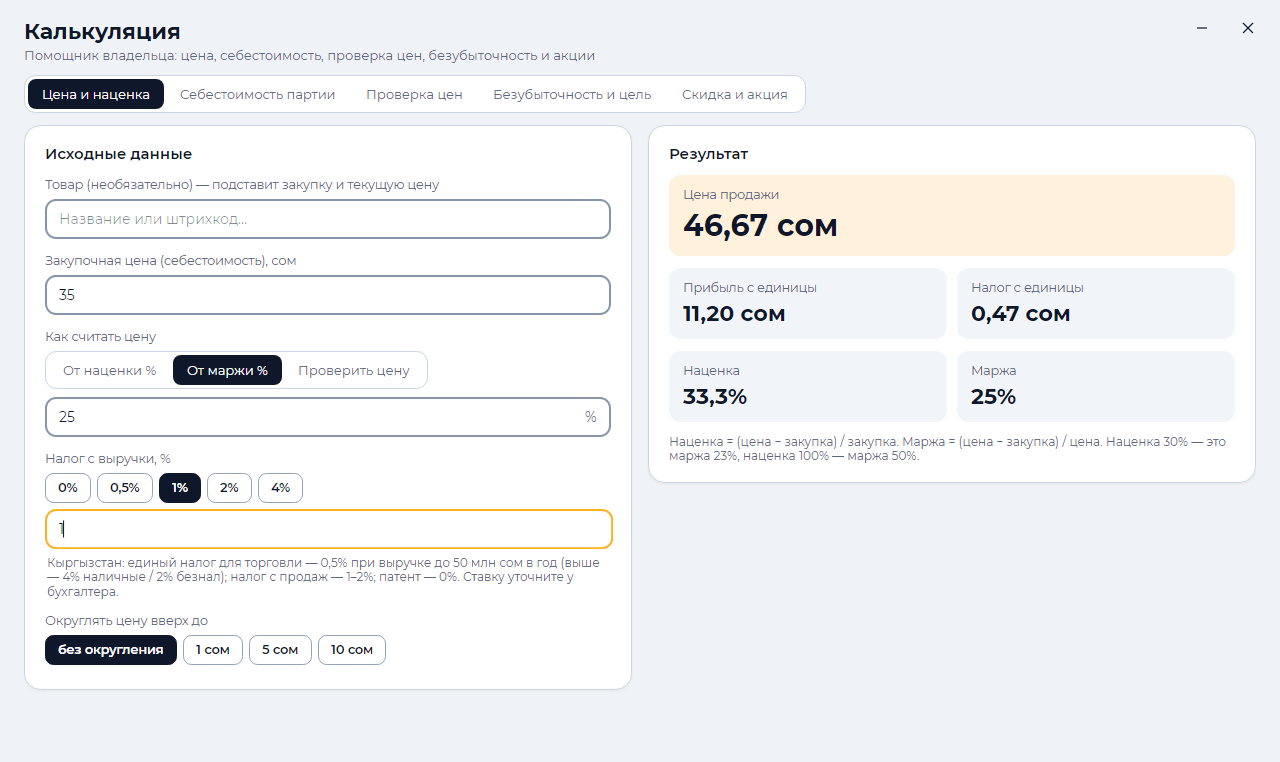 Калькуляция
Помощник владельца: цена, себестоимость, проверка цен, безубыточность и акции
Цена и наценка
Себестоимость партии
Проверка цен
Безубыточность и цель
Скидка и акция
Исходные данные
Товар (необязательно) — подставит закупку и текущую цену
Название или штрихкод...
Закупочная цена (себестоимость), сом
35
Как считать цену
От наценки %
От маржи %
Проверить цену
25 %
Налог с выручки, %
0%
0,5%
1%
2%
4%
1
Кыргызстан: единый налог для торговли — 0,5% при выручке до 50 млн сом в год (выше
— 4% наличные / 2% безнал); налог с продаж — 1–2%; патент — 0%. Ставку уточните у
бухгалтера.
Округлять цену вверх до
без округления
1 сом
5 сом
10 сом
Результат
Цена продажи
46,67 сом
Прибыль с единицы
11,20 сом
Налог с единицы
0,47 сом
Наценка
33,3%
Маржа
25%
Наценка = (цена − закупка) / закупка. Маржа = (цена − закупка) / цена. Наценка 30% — это
маржа 23%, наценка 100% — маржа 50%.